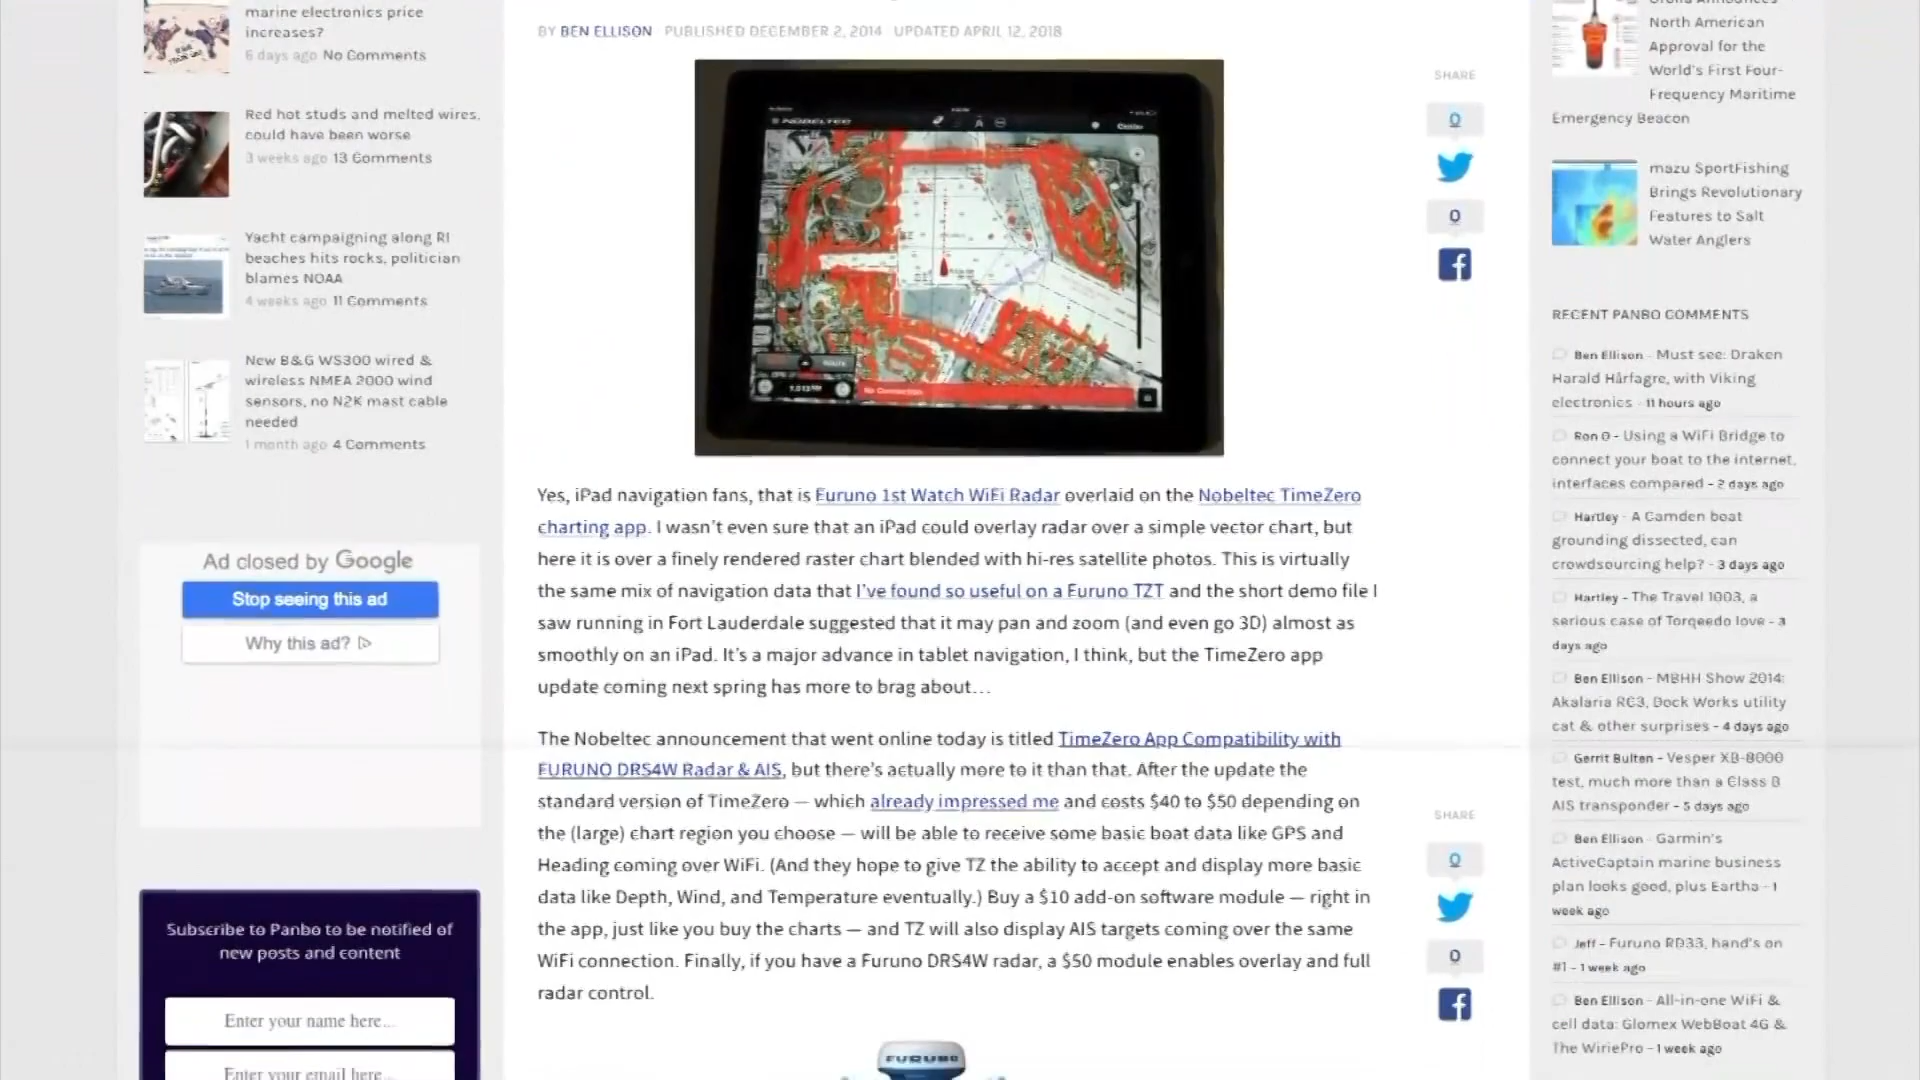 marine electronics price
increases?
6 days ago No Comments
Red hot studs and melted wires,
could have been worse
3 weeks ago 13 Comments
Yacht campaigning along RI
beaches hits rocks, politician
blames NOAA
4 weeks ago 11 Comments
New B&G WS300 wired &
wireless NMEA 2000 wind
sensors, no N2K mast cable
needed
1 month ago 4 Comments
Ad closed by Google
Stop seeing this ad
Why this ad?
Subscribe to Panbo to be notified of
new posts and content
Enter your name here...
Enter your email here...
BY BEN ELLISON PUBLISHED DECEMBER 2, 2014 UPDATED APRIL 12, 2018
NOBELTEC
Center
ROUTE
No Connection
Yes, iPad navigation fans, that is Furuno 1st Watch WiFi Radar overlaid on the Nobeltec TimeZero
charting app. I wasn't even sure that an iPad could overlay radar over a simple vector chart, but
here it is over a finely rendered raster chart blended with hi-res satellite photos. This is virtually
the same mix of navigation data that I've found so useful on a Furuno TZT and the short demo file I
saw running in Fort Lauderdale suggested that it may pan and zoom (and even go 3D) almost as
smoothly on an iPad. It's a major advance in tablet navigation, I think, but the TimeZero app
update coming next spring has more to brag about…
The Nobeltec announcement that went online today is titled TimeZero App Compatibility with
FURUNO DRS4W Radar & AIS, but there's actually more to it than that. After the update the
standard version of TimeZero — which already impressed me and costs $40 to $50 depending on
the (large) chart region you choose — will be able to receive some basic boat data like GPS and
Heading coming over WiFi. (And they hope to give TZ the ability to accept and display more basic
data like Depth, Wind, and Temperature eventually.) Buy a $10 add-on software module — right in
the app, just like you buy the charts — and TZ will also display AIS targets coming over the same
WiFi connection. Finally, if you have a Furuno DRS4W radar, a $50 module enables overlay and full
radar control.
FURUNO
SHARE
0
0
SHARE
0
0
North American
Approval for the
World's First Four-
Frequency Maritime
Emergency Beacon
mazu SportFishing
Brings Revolutionary
Features to Salt
Water Anglers
RECENT PANBO COMMENTS
Ben Ellison - Must see: Draken
Harald Hårfagre, with Viking
electronics - 11 hours ago
Ron O - Using a WiFi Bridge to
connect your boat to the internet,
interfaces compared - 2 days ago
Hartley - A Camden boat
grounding dissected, can
crowdsourcing help? - 3 days ago
Hartley - The Travel 1003, a
serious case of Torqeedo love - 3
days ago
Ben Ellison - MBHH Show 2014:
Akalaria RC3, Dock Works utility
cat & other surprises - 4 days ago
Gerrit Bulten - Vesper XB-8000
test, much more than a Class B
AIS transponder - 5 days ago
Ben Ellison - Garmin's
ActiveCaptain marine business
plan looks good, plus Eartha - 1
week ago
Jeff - Furuno RD33, hand's on
#1 - 1 week ago
Ben Ellison - All-in-one WiFi &
cell data: Glomex WebBoat 4G &
The WiriePro - 1 week ago